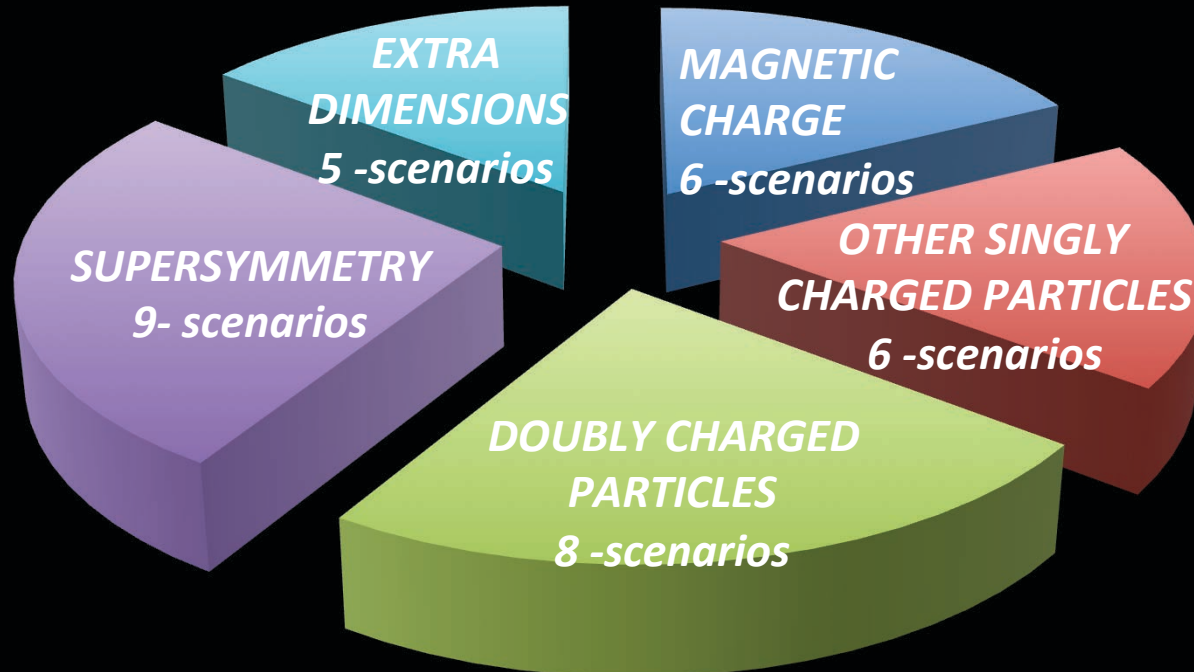 EXTRA
DIMENSIONS
5 -scenarios
MAGNETIC
CHARGE
6 -scenarios
OTHER SINGLY
CHARGED PARTICLES
6 -scenarios
SUPERSYMMETRY
9- scenarios
DOUBLY CHARGED
PARTICLES
8 -scenarios